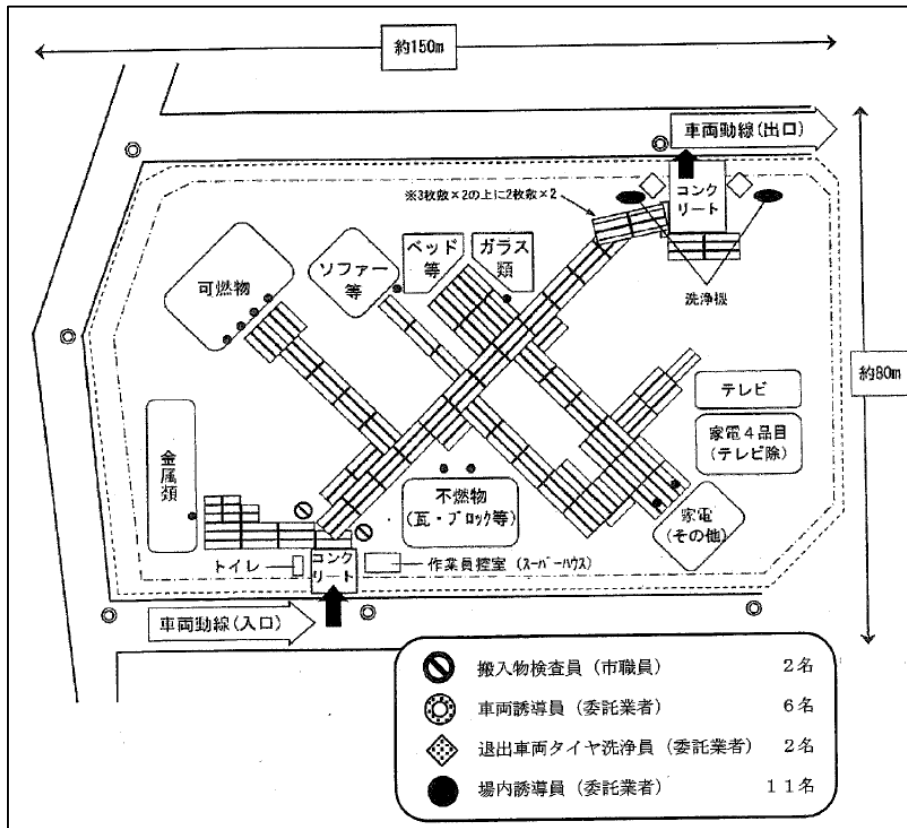 約150m
車両動線(出口)
※3枚敷×2の上に2枚敷×2
コンク
リート
ベッド
等
ガラス
類
ソファー
等
可燃物
洗浄機
約80m
テレビ
家電4品目
(テレビ除)
金属類
不燃物
(瓦・ブロック等)
家電
(その他)
トイレ
コンク
リート
作業員控室 (スーパーハウス)
車両動線(入口)
搬入物検査員 (市職員) 2名
車両誘導員 (委託業者) 6名
退出車両タイヤ洗浄員 (委託業者) 2名
場内誘導員 (委託業者) 11名